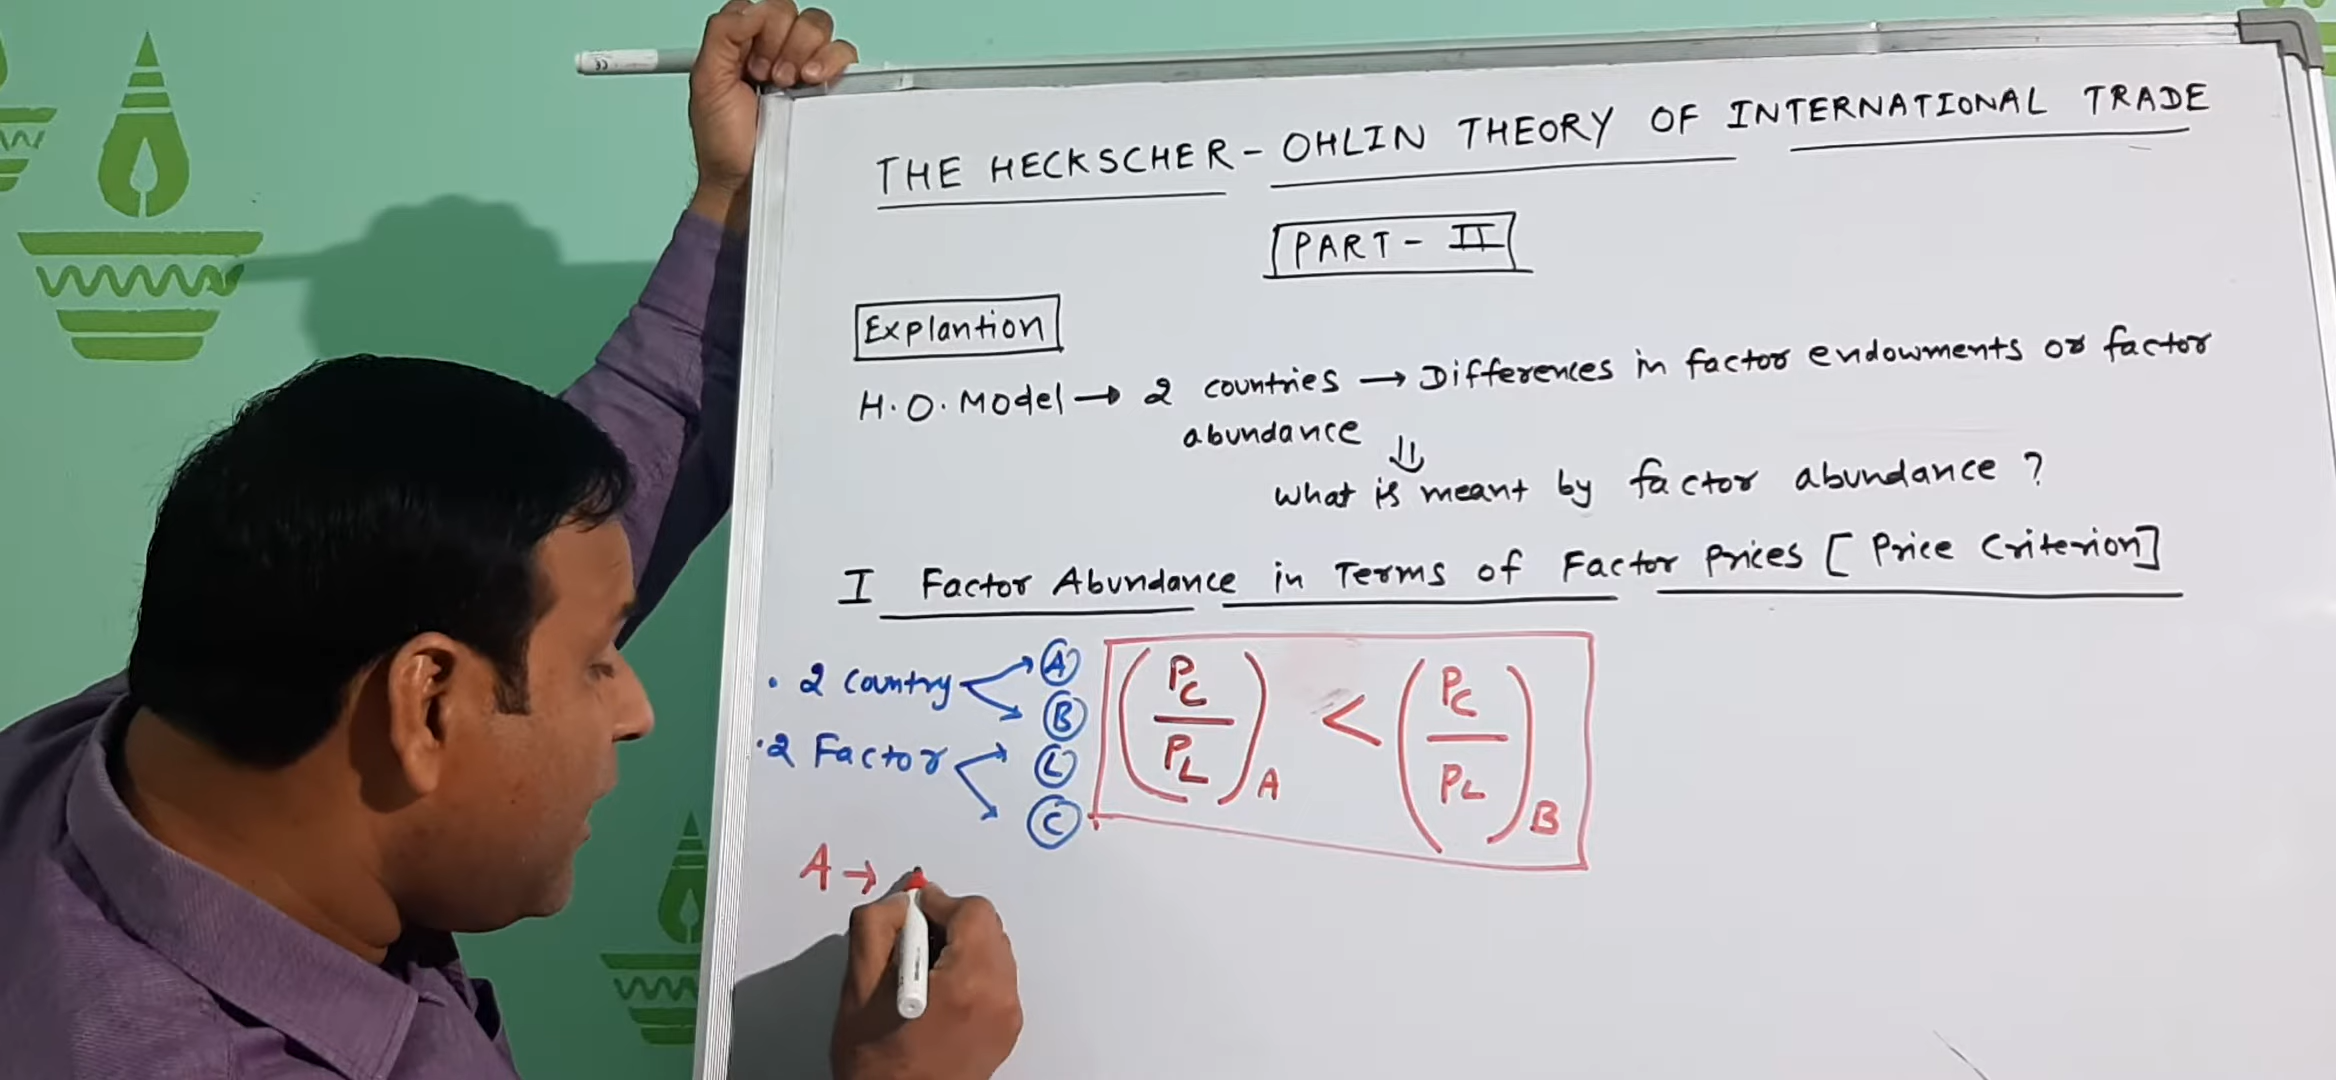 THE HECKSCHER - OHLIN THEORY OF INTERNATIONAL TRADE
PART - II
Explantion
H.O. Model → 2 countries → Differences in factor endowments or factor
abundance
⇓
what is meant by factor abundance ?
I Factor Abundance in Terms of Factor Prices [ Price Criterion]
• 2 country A B
• 2 Factor L C
(PC/PL)A < (PC/PL)B
A →